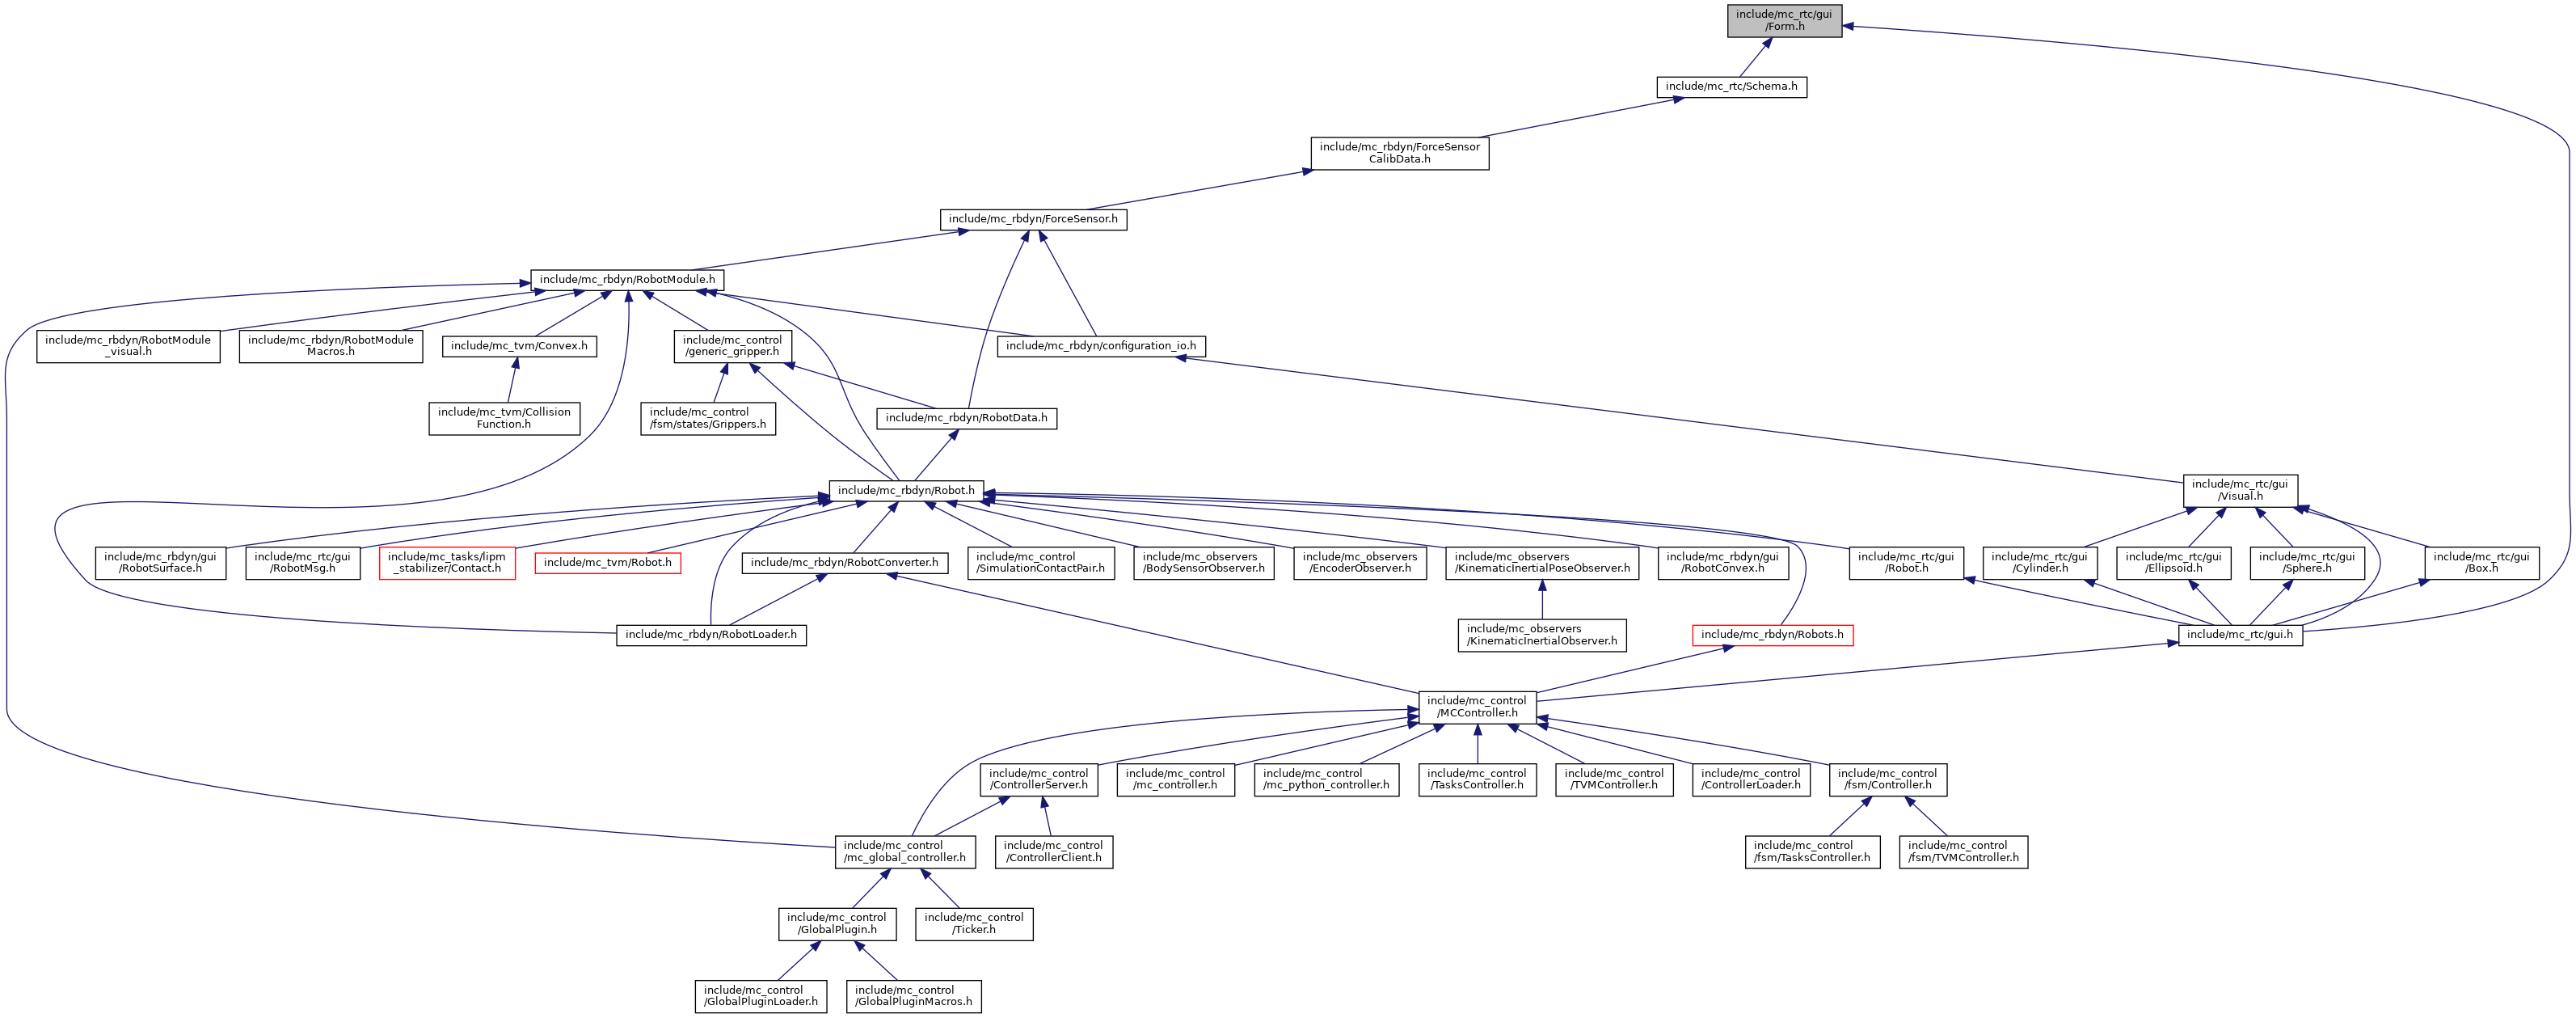 include/mc_rtc/gui
/Form.h
include/mc_rtc/Schema.h
include/mc_rbdyn/ForceSensor
CalibData.h
include/mc_rbdyn/ForceSensor.h
include/mc_rbdyn/RobotModule.h
include/mc_rbdyn/RobotModule
_visual.h
include/mc_rbdyn/RobotModule
Macros.h
include/mc_tvm/Convex.h
include/mc_control
/generic_gripper.h
include/mc_rbdyn/configuration_io.h
include/mc_tvm/Collision
Function.h
include/mc_control
/fsm/states/Grippers.h
include/mc_rbdyn/RobotData.h
include/mc_rbdyn/Robot.h
include/mc_rtc/gui
/Visual.h
include/mc_rbdyn/gui
/RobotSurface.h
include/mc_rtc/gui
/RobotMsg.h
include/mc_tasks/lipm
_stabilizer/Contact.h
include/mc_tvm/Robot.h
include/mc_rbdyn/RobotConverter.h
include/mc_control
/SimulationContactPair.h
include/mc_observers
/BodySensorObserver.h
include/mc_observers
/EncoderObserver.h
include/mc_observers
/KinematicInertialPoseObserver.h
include/mc_rbdyn/gui
/RobotConvex.h
include/mc_rtc/gui
/Robot.h
include/mc_rtc/gui
/Cylinder.h
include/mc_rtc/gui
/Ellipsoid.h
include/mc_rtc/gui
/Sphere.h
include/mc_rtc/gui
/Box.h
include/mc_rbdyn/RobotLoader.h
include/mc_observers
/KinematicInertialObserver.h
include/mc_rbdyn/Robots.h
include/mc_rtc/gui.h
include/mc_control
/MCController.h
include/mc_control
/ControllerServer.h
include/mc_control
/mc_controller.h
include/mc_control
/mc_python_controller.h
include/mc_control
/TasksController.h
include/mc_control
/TVMController.h
include/mc_control
/ControllerLoader.h
include/mc_control
/fsm/Controller.h
include/mc_control
/mc_global_controller.h
include/mc_control
/ControllerClient.h
include/mc_control
/fsm/TasksController.h
include/mc_control
/fsm/TVMController.h
include/mc_control
/GlobalPlugin.h
include/mc_control
/Ticker.h
include/mc_control
/GlobalPluginLoader.h
include/mc_control
/GlobalPluginMacros.h